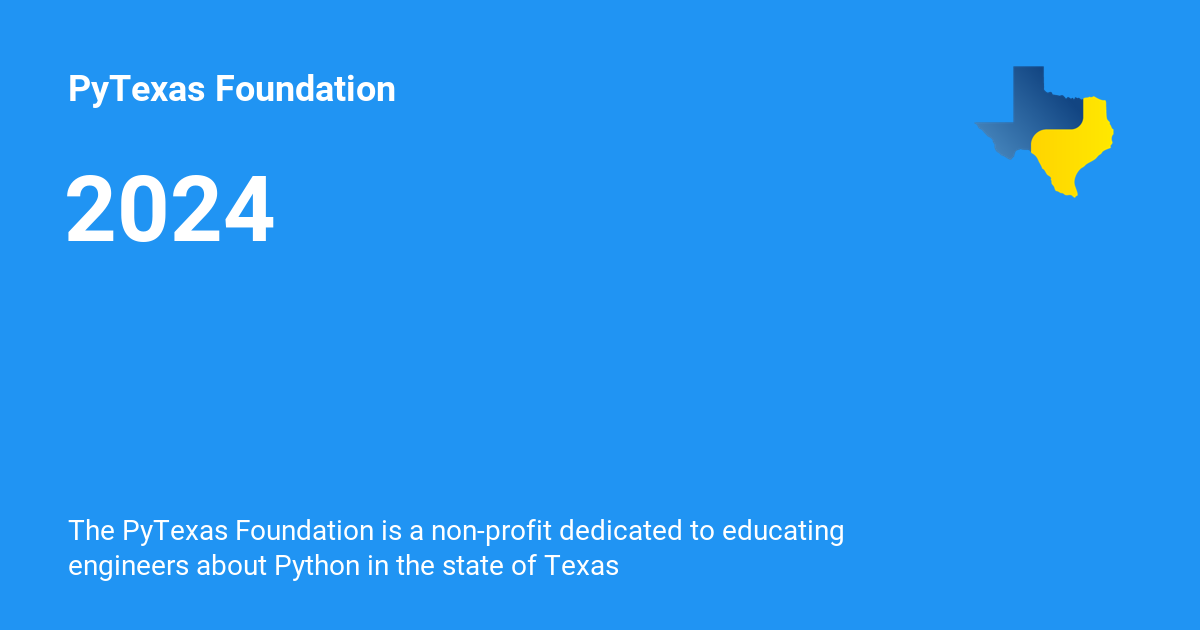 PyTexas Foundation
2024
The PyTexas Foundation is a non-profit dedicated to educating
engineers about Python in the state of Texas